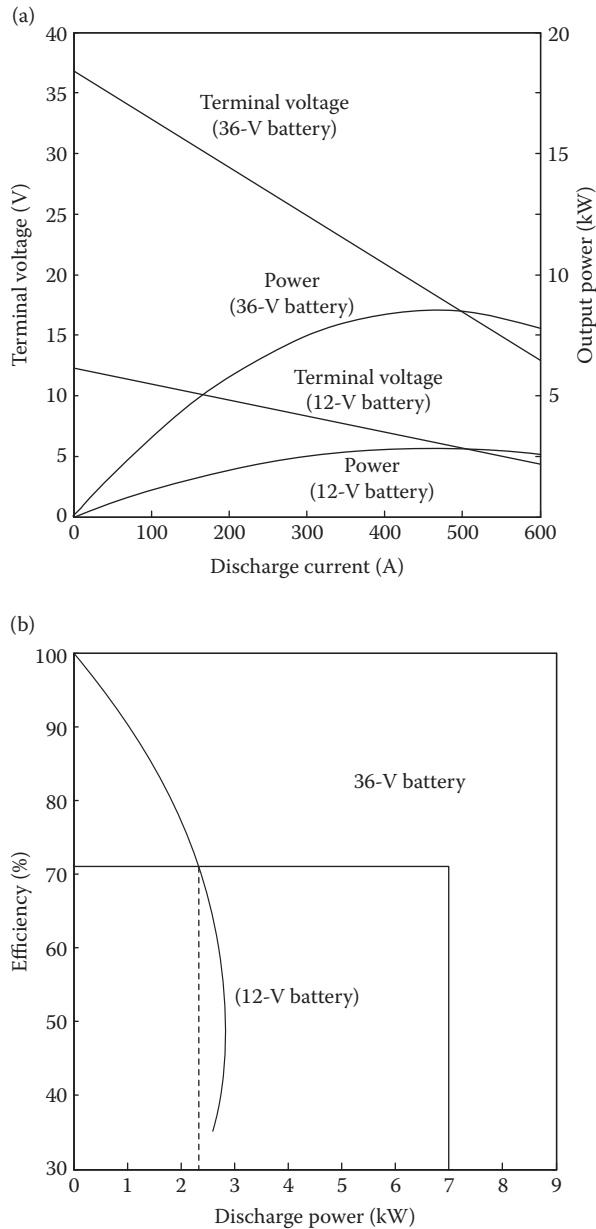 (a)
40
35
30
25
20
15
10
5
0
Terminal voltage (V)
Terminal voltage
(36-V battery)
Power
(36-V battery)
Terminal voltage
(12-V battery)
Power
(12-V battery)
20
15
10
5
Output power (kW)
0 100 200 300 400 500 600
Discharge current (A)
(b)
100
90
80
70
60
50
40
30
Efficiency (%)
36-V battery
(12-V battery)
0 1 2 3 4 5 6 7 8 9
Discharge power (kW)